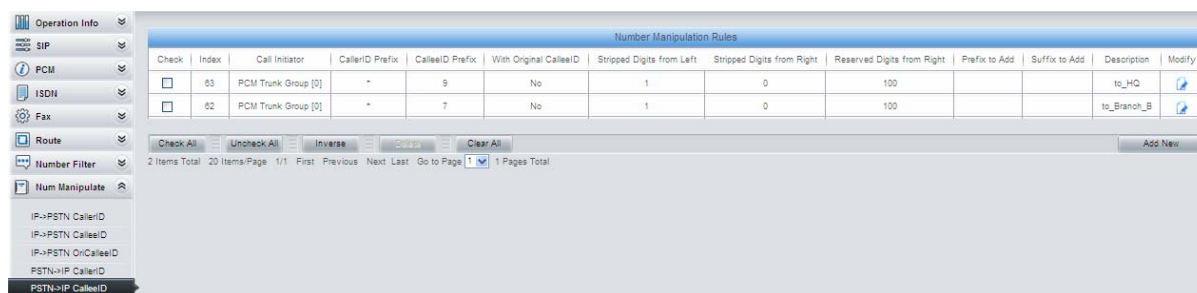 Operation Info
SIP
PCM
ISDN
Fax
Route
Number Filter
Num Manipulate
IP->PSTN CallerID
IP->PSTN CalleeID
IP->PSTN OriCalleeID
PSTN->IP CallerID
PSTN->IP CalleeID
Number Manipulation Rules
Check Index Call Initiator CallerID Prefix CalleeID Prefix With Original CalleeID Stripped Digits from Left Stripped Digits from Right Reserved Digits from Right Prefix to Add Suffix to Add Description Modify
63 PCM Trunk Group [0] * 9 No 1 0 100 to_HQ
62 PCM Trunk Group [0] * 7 No 1 0 100 to_Branch_B
Check All Uncheck All Inverse Delete Clear All Add New
2 Items Total 20 Items/Page 1/1 First Previous Next Last Go to Page 1 1 Pages Total